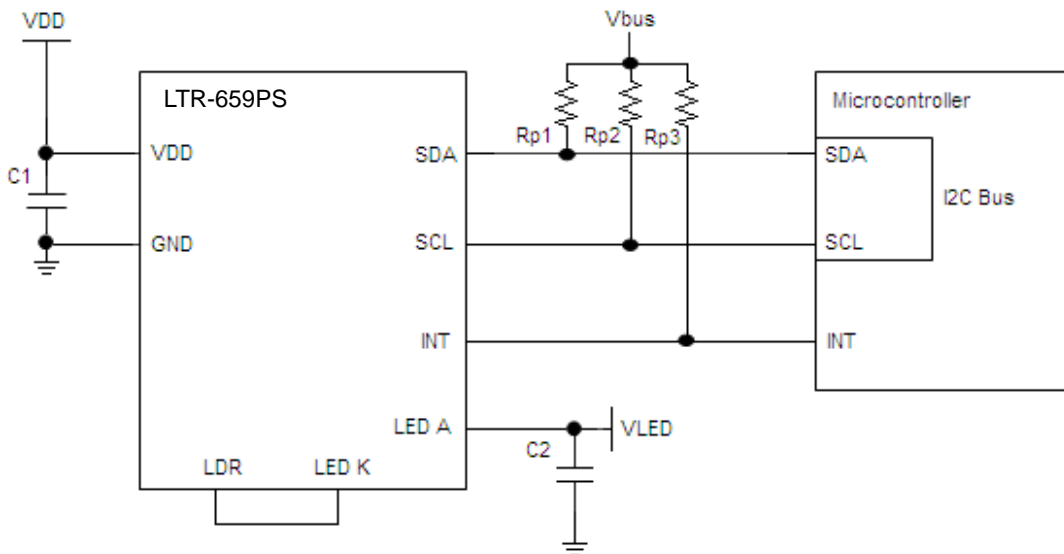 VDD
Vbus
LTR-659PS
Microcontroller
Rp1
Rp2
Rp3
VDD
SDA
SDA
C1
I2C Bus
GND
SCL
SCL
INT
INT
LED A
VLED
C2
LDR
LED K